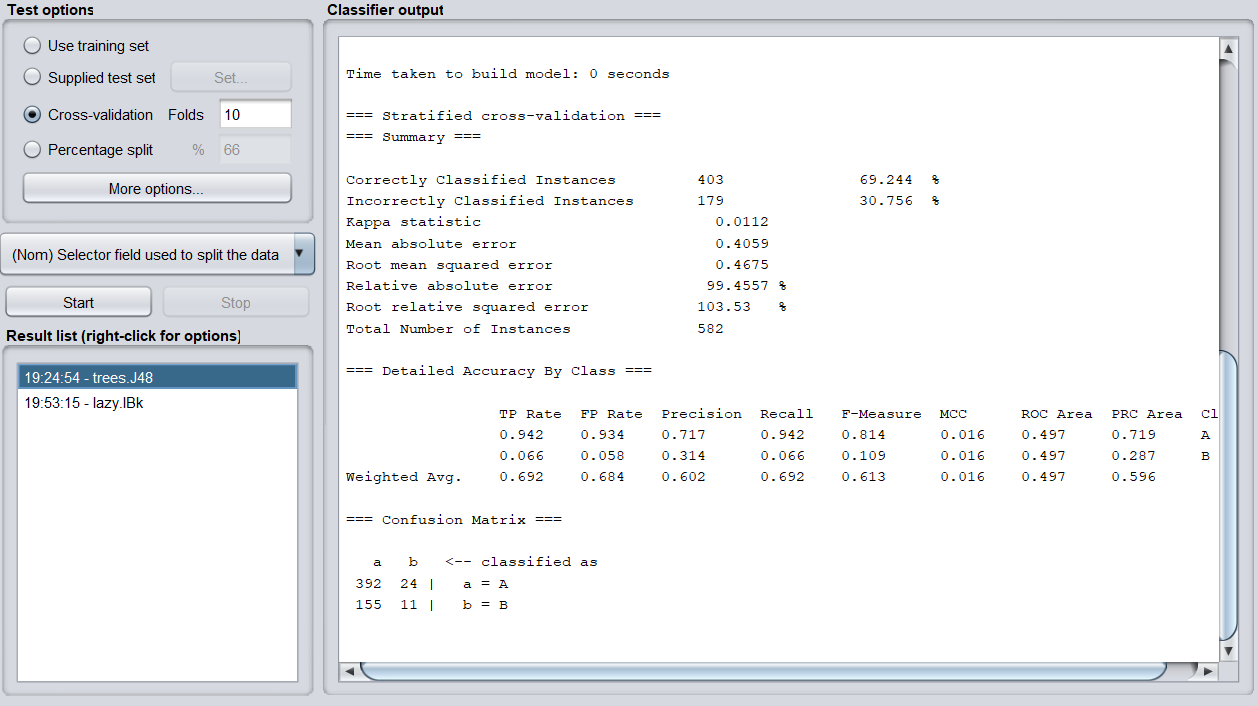 Test options
Use training set
Supplied test set Set...
Cross-validation Folds 10
Percentage split % 66
More options...
(Nom) Selector field used to split the data
Start Stop
Result list (right-click for options)
19:24:54 - trees.J48
19:53:15 - lazy.IBk
Classifier output
Time taken to build model: 0 seconds
=== Stratified cross-validation ===
=== Summary ===
Correctly Classified Instances 403 69.244 %
Incorrectly Classified Instances 179 30.756 %
Kappa statistic 0.0112
Mean absolute error 0.4059
Root mean squared error 0.4675
Relative absolute error 99.4557 %
Root relative squared error 103.53 %
Total Number of Instances 582
=== Detailed Accuracy By Class ===
TP Rate FP Rate Precision Recall F-Measure MCC ROC Area PRC Area Cl
0.942 0.934 0.717 0.942 0.814 0.016 0.497 0.719 A
0.066 0.058 0.314 0.066 0.109 0.016 0.497 0.287 B
Weighted Avg. 0.692 0.684 0.602 0.692 0.613 0.016 0.497 0.596
=== Confusion Matrix ===
a b <-- classified as
392 24 | a = A
155 11 | b = B